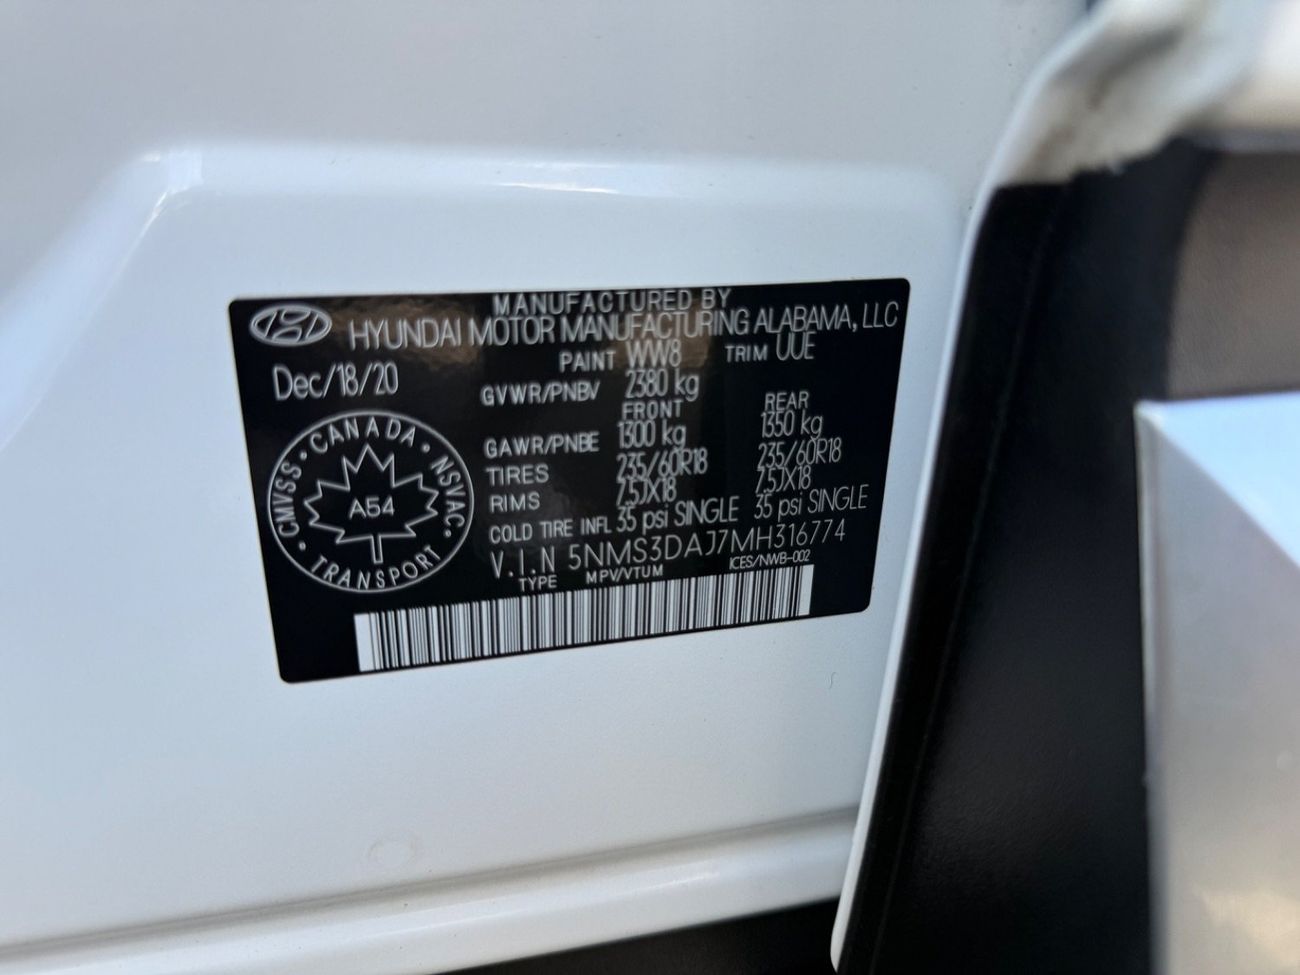 MANUFACTURED BY
HYUNDAI MOTOR MANUFACTURING ALABAMA, LLC
PAINT WW8 TRIM UUE
Dec/18/20
GVWR/PNBV 2380 kg
FRONT REAR
GAWR/PNBE 1300 kg 1350 kg
TIRES 235/60R18 235/60R18
RIMS 7.5JX18 7.5JX18
COLD TIRE INFL 35 psi SINGLE 35 psi SINGLE
V.I.N 5NMS3DAJ7MH316774
TYPE MPV/VTUM ICES/NWB-002
CMVSS · CANADA · NSVAC ·
A54
TRANSPORT